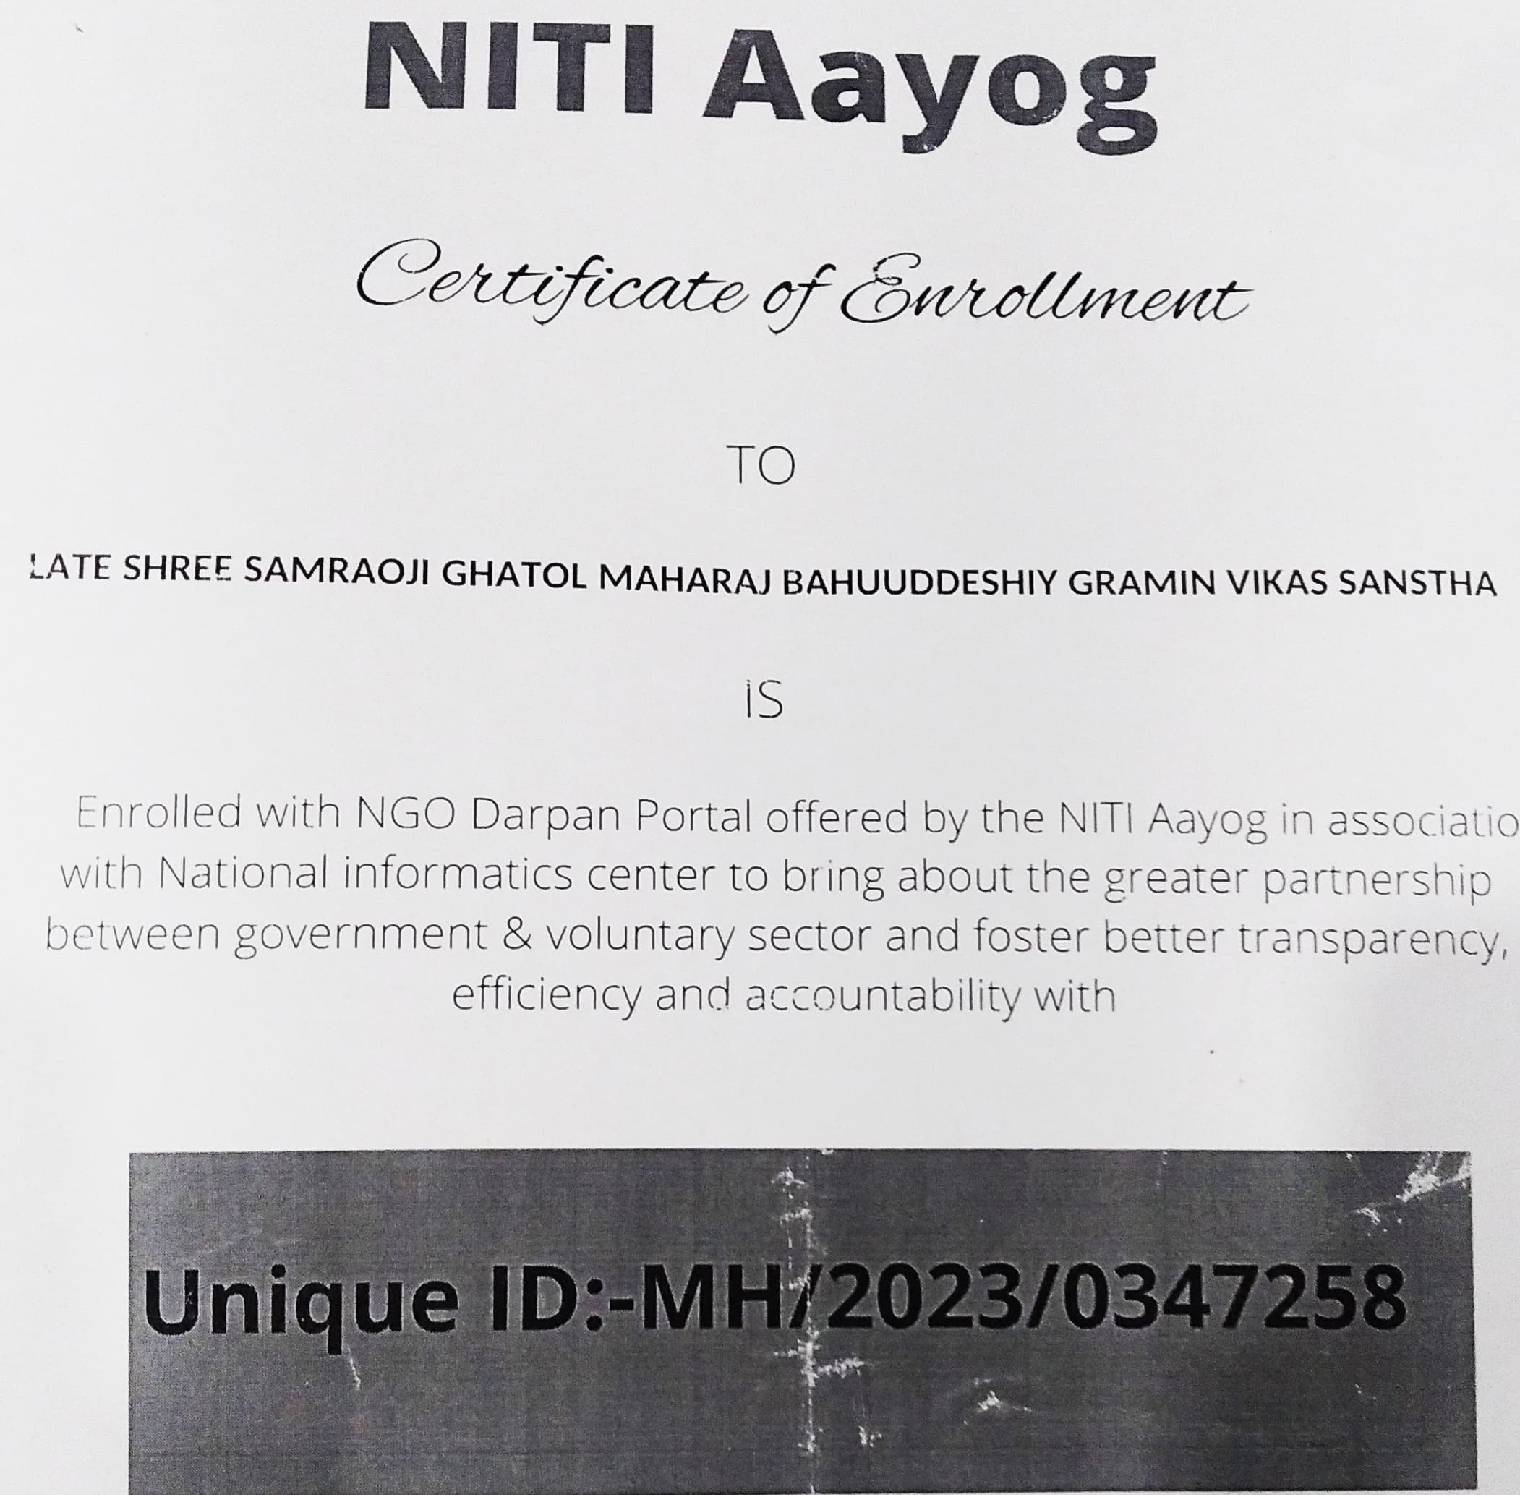 NITI Aayog
Certificate of Enrollment
TO
LATE SHREE SAMRAOJI GHATOL MAHARAJ BAHUUDDESHIY GRAMIN VIKAS SANSTHA
IS
Enrolled with NGO Darpan Portal offered by the NITI Aayog in associatio
with National informatics center to bring about the greater partnership
between government & voluntary sector and foster better transparency,
efficiency and accountability with
Unique ID:-MH/2023/0347258